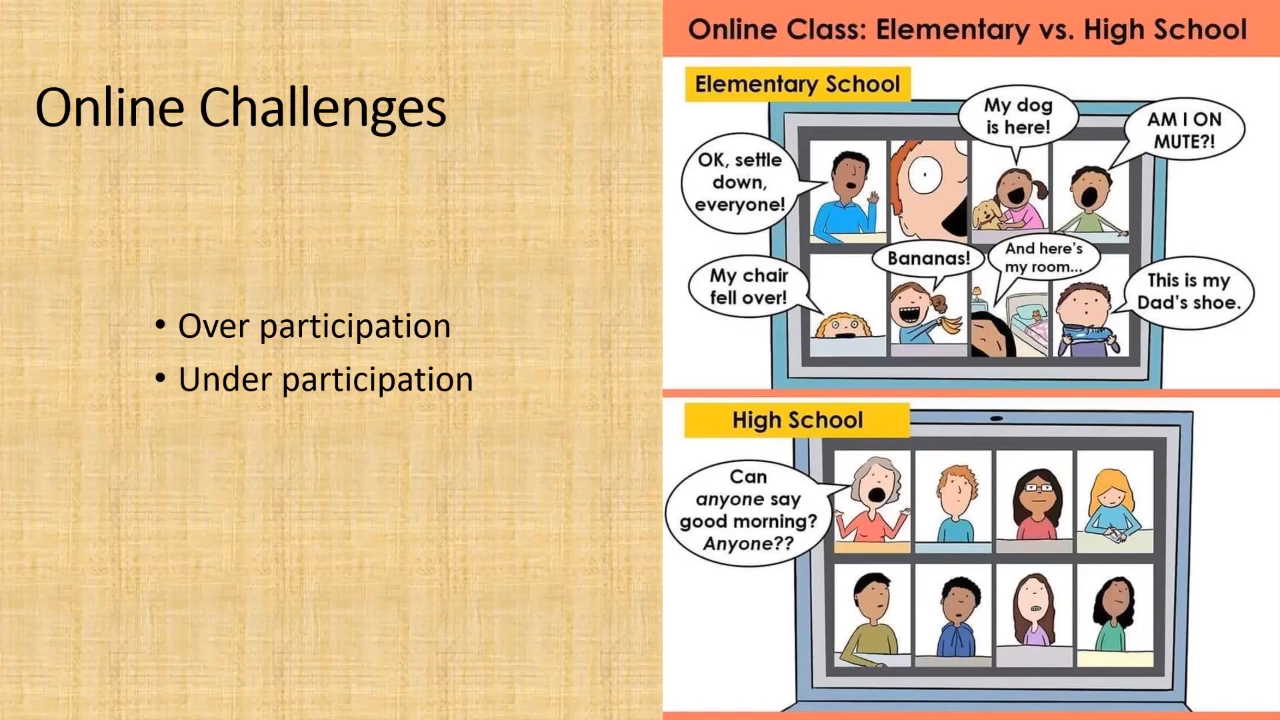 Online Challenges
• Over participation
• Under participation
Online Class: Elementary vs. High School
Elementary School
OK, settle
down,
everyone!
My dog
is here!
AM I ON
MUTE?!
My chair
fell over!
Bananas!
And here's
my room...
This is my
Dad's shoe.
High School
Can
anyone say
good morning?
Anyone??